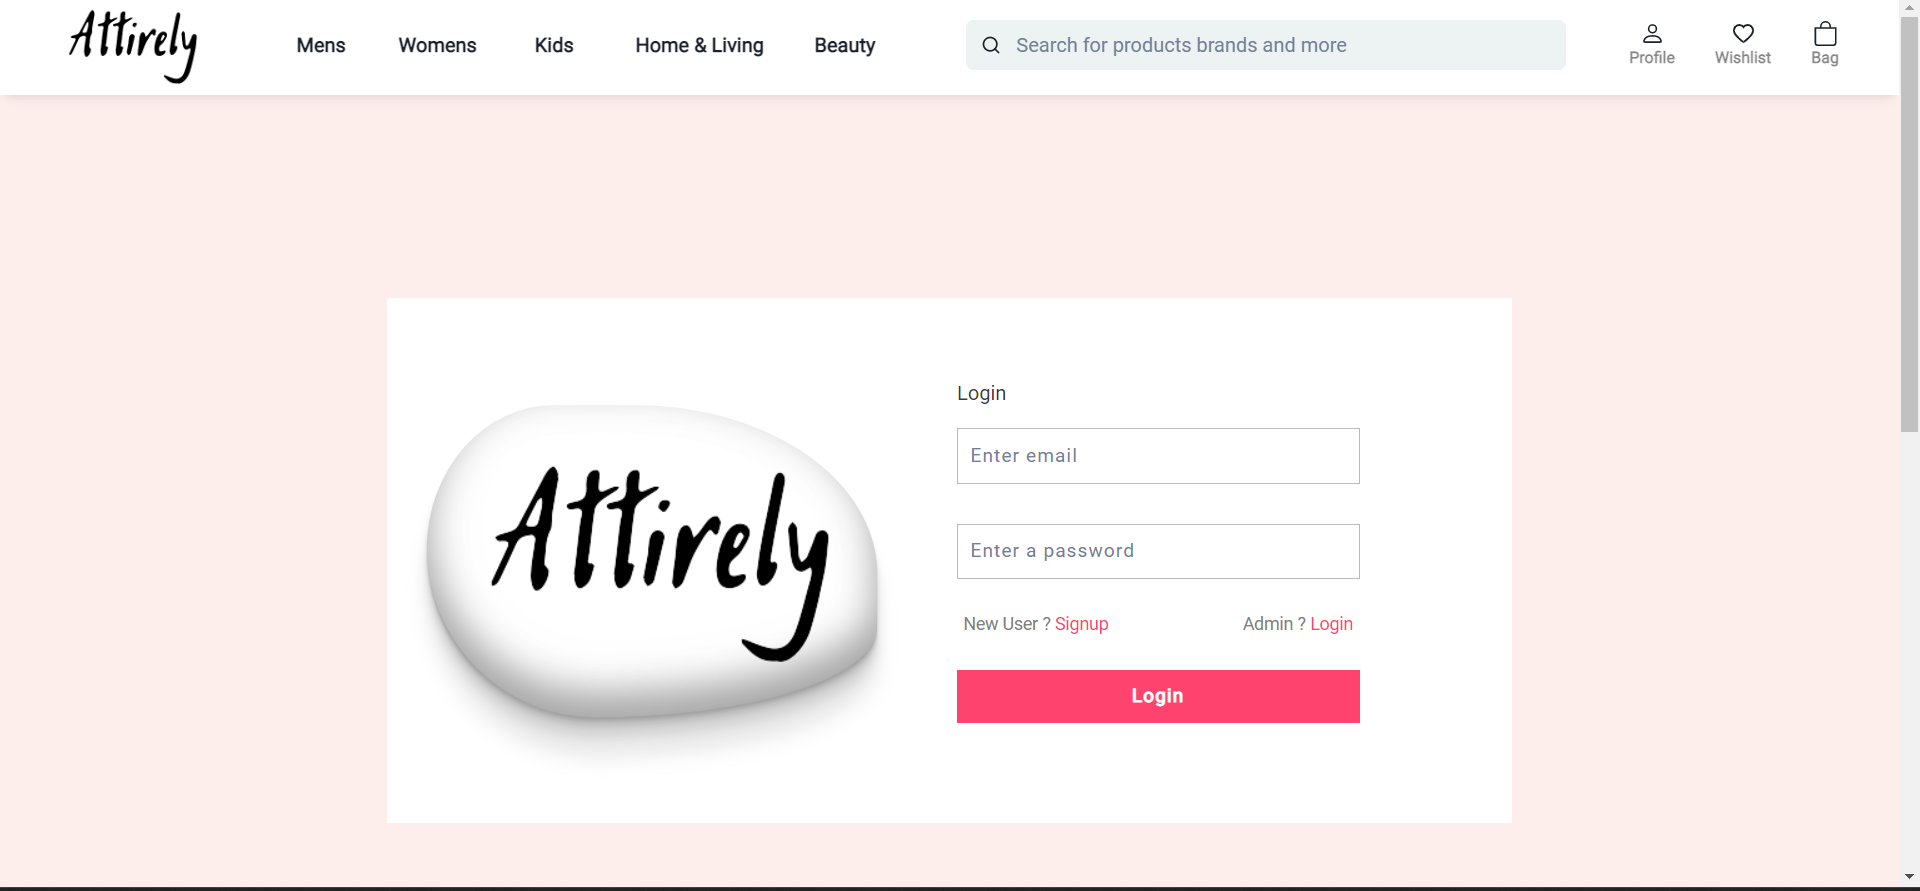 Attirely
Mens Womens Kids Home & Living Beauty
Search for products brands and more
Profile Wishlist Bag
Attirely
Login
Enter email
Enter a password
New User ? Signup Admin ? Login
Login